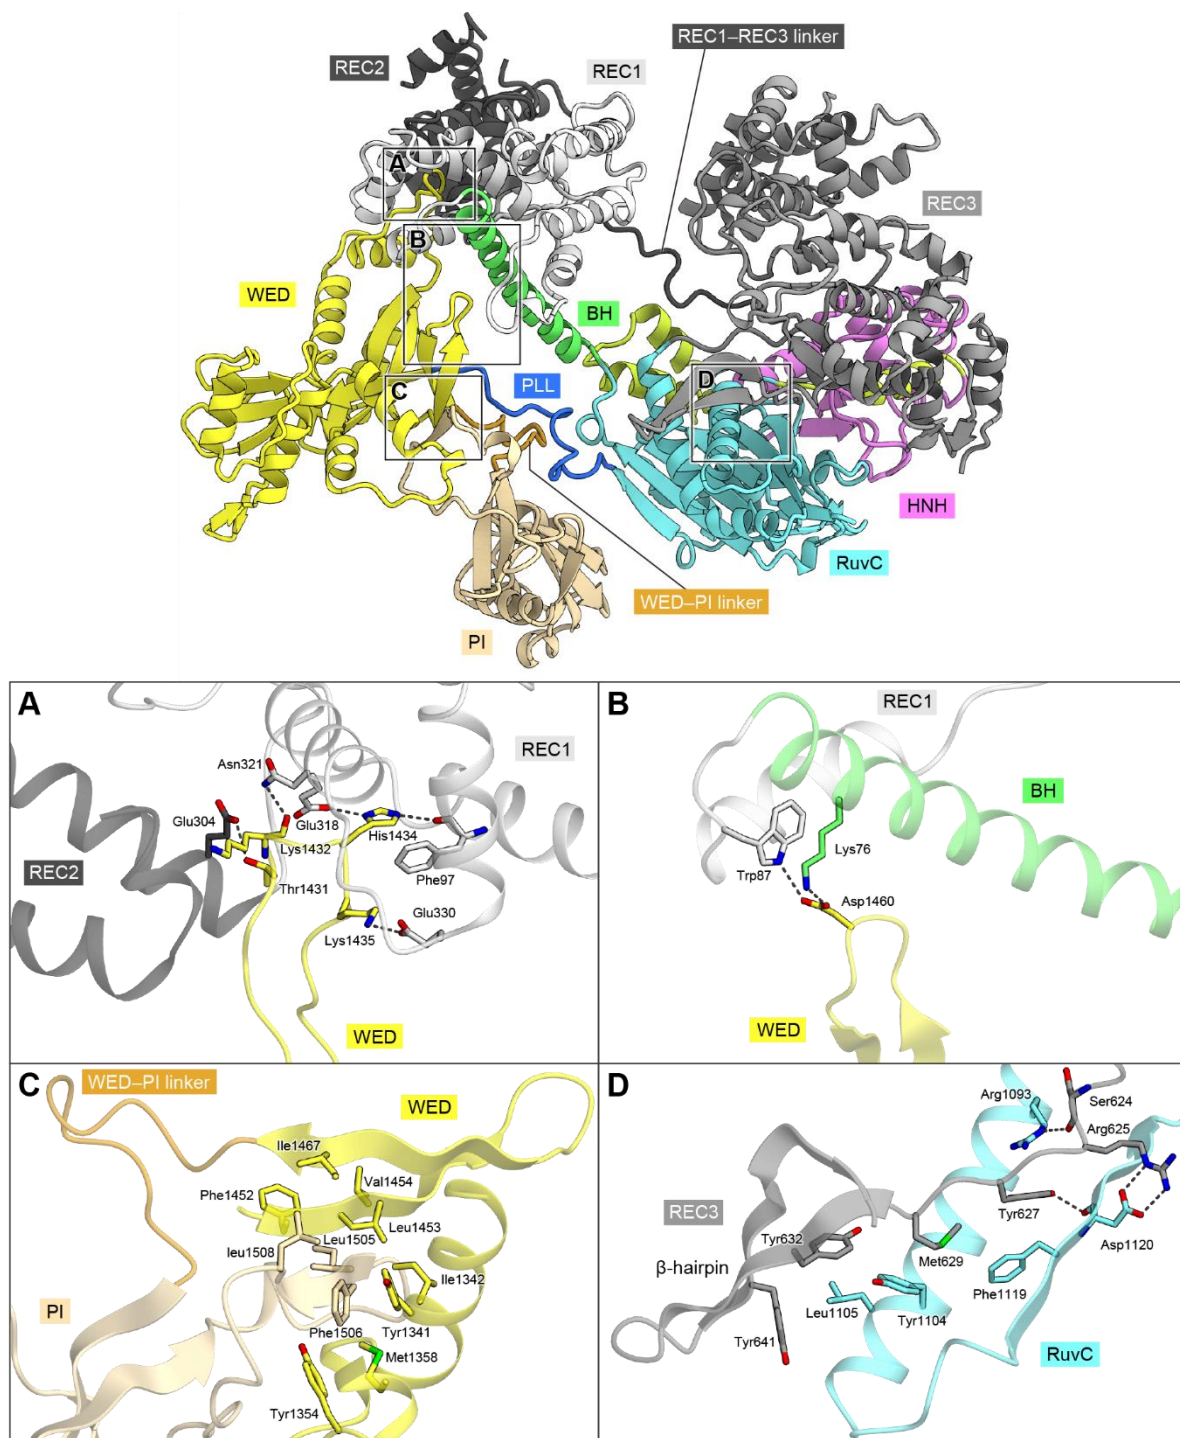 REC1–REC3 linker
REC2
REC1
A
REC3
B
WED
BH
C
PLL
D
HNH
RuvC
WED–PI linker
PI
A
REC1
Asn321
Glu304
Glu318
His1434
Lys1432
REC2
Phe97
Thr1431
Glu330
Lys1435
WED
B
REC1
BH
Lys76
Trp87
Asp1460
WED
C
WED–PI linker
WED
Ile1467
Val1454
Phe1452
Leu1453
Leu1505
leu1508
Ile1342
PI
Phe1506
Tyr1341
Met1358
Tyr1354
D
Arg1093
Ser624
Arg625
REC3
Tyr627
Tyr632
Asp1120
β-hairpin
Met629
Phe1119
Leu1105
Tyr1104
Tyr641
RuvC